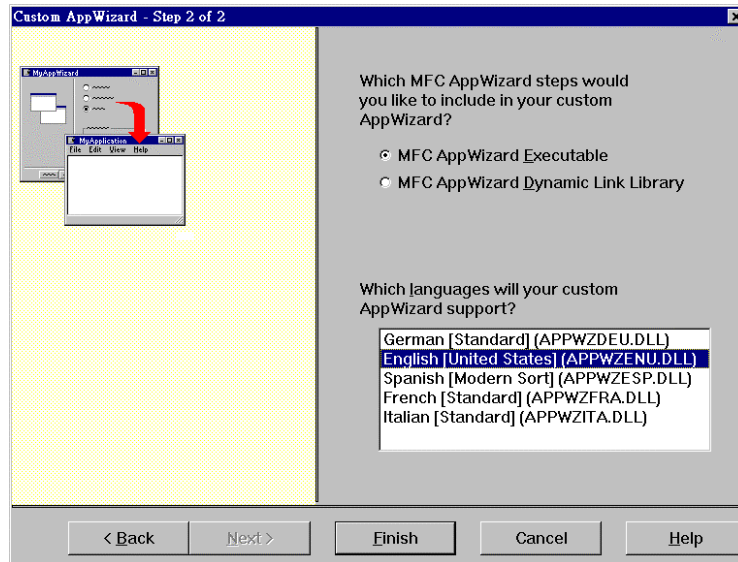 Custom AppWizard - Step 2 of 2
MyAppWizard
MyApplication
File Edit View Help
Which MFC AppWizard steps would
you like to include in your custom
AppWizard?
MFC AppWizard Executable
MFC AppWizard Dynamic Link Library
Which languages will your custom
AppWizard support?
German [Standard] (APPWZDEU.DLL)
English [United States] (APPWZENU.DLL)
Spanish [Modern Sort] (APPWZESP.DLL)
French [Standard] (APPWZFRA.DLL)
Italian [Standard] (APPWZITA.DLL)
< Back Next > Finish Cancel Help